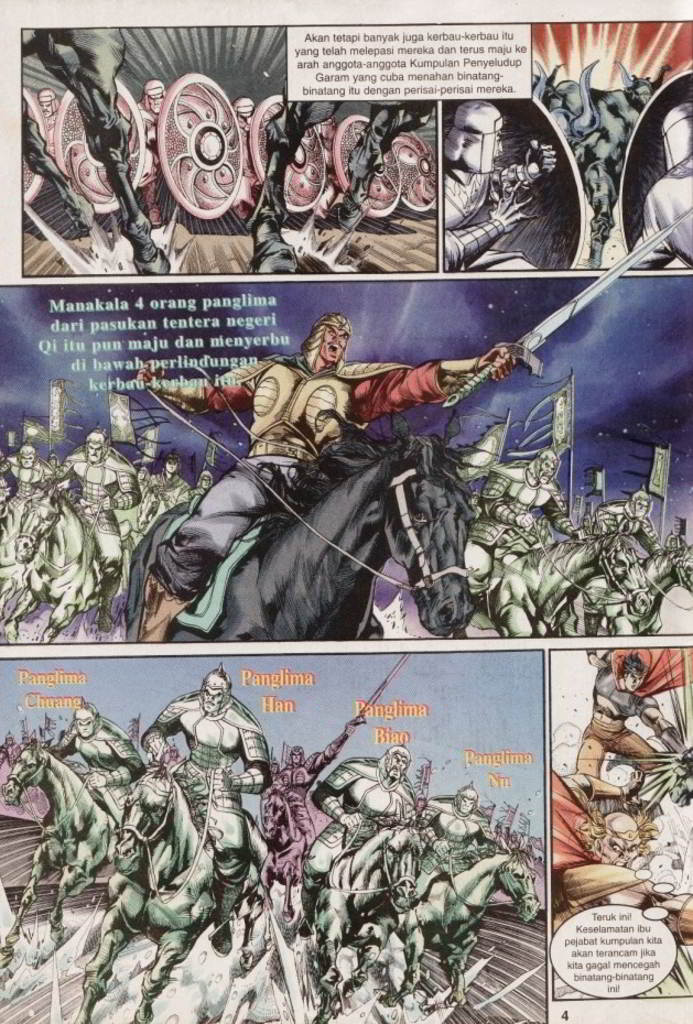 Akan tetapi banyak juga kerbau-kerbau itu
yang telah melepasi mereka dan terus maju ke
arah anggota-anggota Kumpulan Penyeludup
Garam yang cuba menahan binatang-
binatang itu dengan perisai-perisai mereka.
Manakala 4 orang panglima
dari pasukan tentera negeri
Qi itu pun maju dan menyerbu
di bawah perlindungan
kerbau-kerbau itu.
Panglima
Chuang
Panglima
Han
Panglima
Biao
Panglima
Nu
Teruk ini!
Keselamatan ibu
pejabat kumpulan kita
akan terancam jika
kita gagal mencegah
binatang-binatang
ini!
4